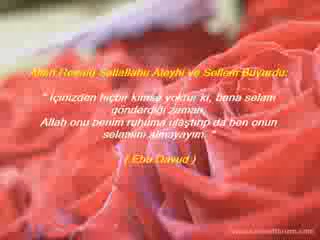 Allah Resulü Sallallahu Aleyhi ve Sellem Buyurdu:
" içinizden hiçbir kimse yoktur ki, bana selam
gönderdiği zaman,
Allah onu benim ruhuma ulaştırıp da ben onun
selamını almayayım. "
( Ebu Davud )